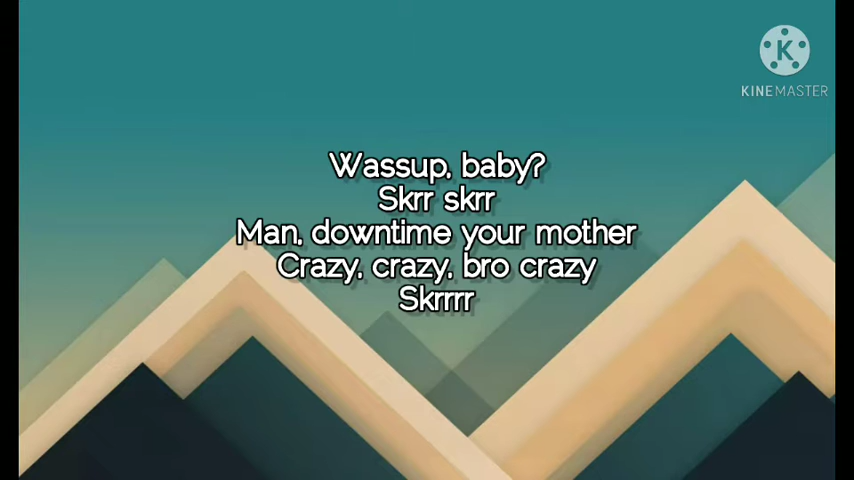 K
KINEMASTER
Wassup, baby?
Skrr skrr
Man, downtime your mother
Crazy, crazy, bro crazy
Skrrrr